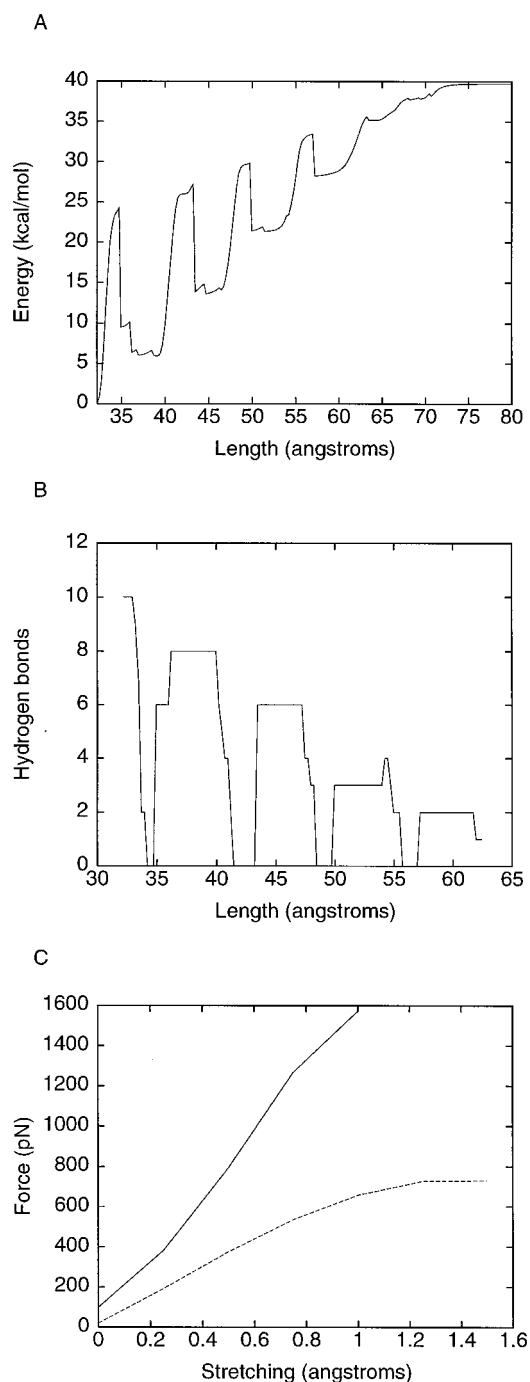 A
40
35
30
25
20
15
10
5
0
Energy (kcal/mol)
35 40 45 50 55 60 65 70 75 80
Length (angstroms)
B
12
10
8
6
4
2
0
Hydrogen bonds
30 35 40 45 50 55 60 65
Length (angstroms)
C
1600
1400
1200
1000
800
600
400
200
0
Force (pN)
0 0.2 0.4 0.6 0.8 1 1.2 1.4 1.6
Stretching (angstroms)